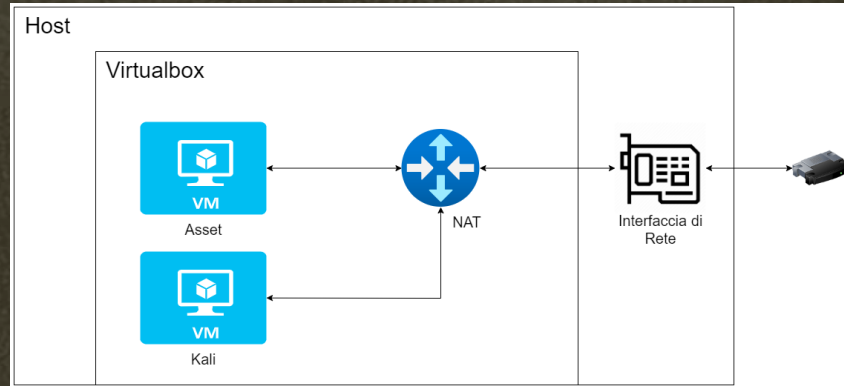 Host
Virtualbox
VM
Asset
NAT
Interfaccia di
Rete
VM
Kali